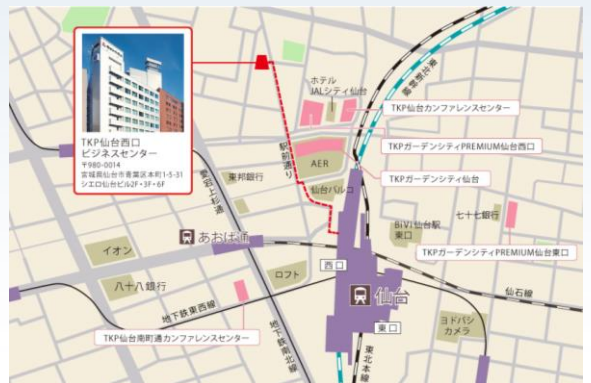 TKP仙台西口
ビジネスセンター
〒980-0014
宮城県仙台市青葉区本町1-5-31
シエロ仙台ビル2F・3F・6F
ホテル
JALシティ仙台
東北新幹線
TKP仙台カンファレンスセンター
駅前通り
TKPガーデンシティPREMIUM仙台西口
AER
TKPガーデンシティ仙台
愛宕上杉通
東邦銀行
仙台パルコ
七十七銀行
BiVi仙台駅
東口
あおば通
TKPガーデンシティPREMIUM仙台東口
イオン
西口
ロフト
八十八銀行
仙台
仙石線
地下鉄東西線
東口
ヨドバシ
カメラ
TKP仙台南町通カンファレンスセンター
地下鉄南北線
東北本線